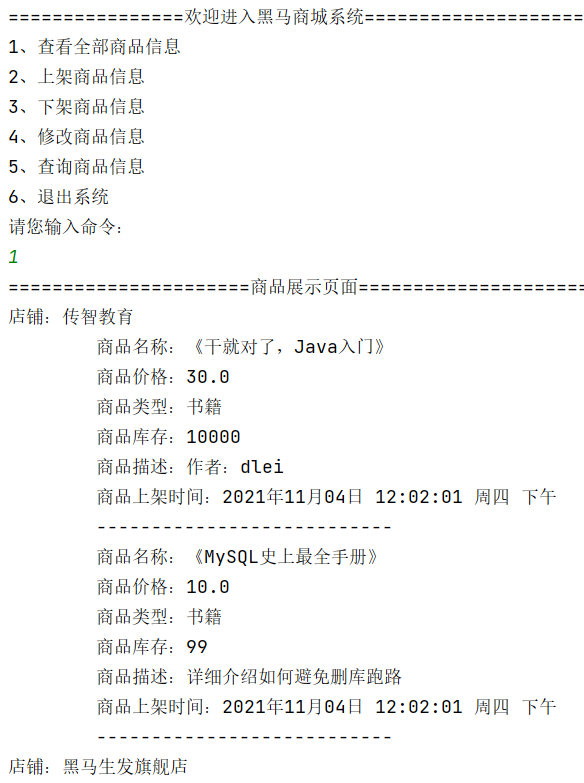 ================欢迎进入黑马商城系统====================
1、查看全部商品信息
2、上架商品信息
3、下架商品信息
4、修改商品信息
5、查询商品信息
6、退出系统
请您输入命令：
1
======================商品展示页面=====================
店铺：传智教育
商品名称：《干就对了，Java入门》
商品价格：30.0
商品类型：书籍
商品库存：10000
商品描述：作者：dlei
商品上架时间：2021年11月04日 12:02:01 周四 下午
---------------------------
商品名称：《MySQL史上最全手册》
商品价格：10.0
商品类型：书籍
商品库存：99
商品描述：详细介绍如何避免删库跑路
商品上架时间：2021年11月04日 12:02:01 周四 下午
---------------------------
店铺：黑马生发旗舰店